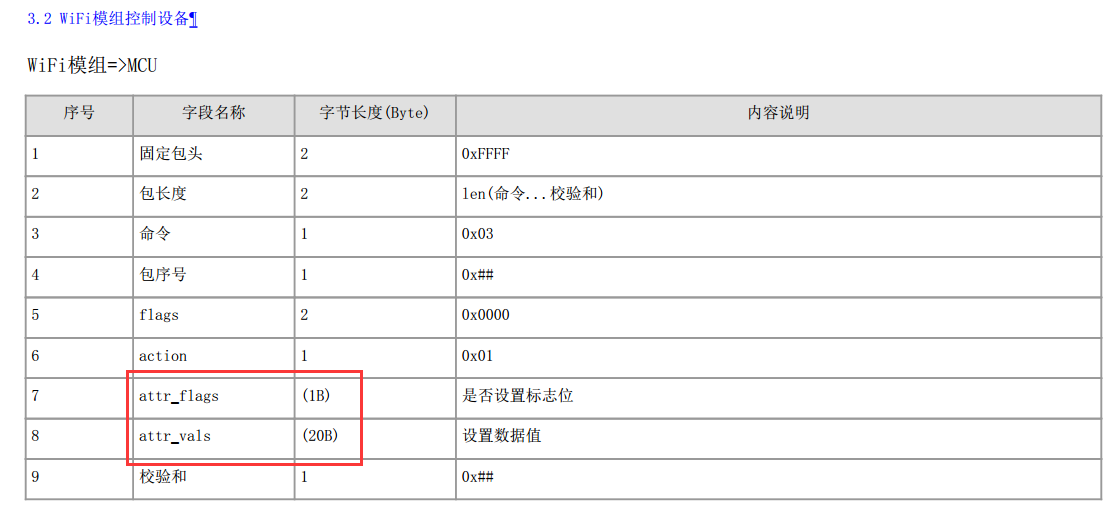 3.2 WiFi模组控制设备¶
WiFi模组=>MCU
序号 字段名称 字节长度(Byte) 内容说明
1 固定包头 2 0xFFFF
2 包长度 2 len(命令...校验和)
3 命令 1 0x03
4 包序号 1 0x##
5 flags 2 0x0000
6 action 1 0x01
7 attr_flags (1B) 是否设置标志位
8 attr_vals (20B) 设置数据值
9 校验和 1 0x##